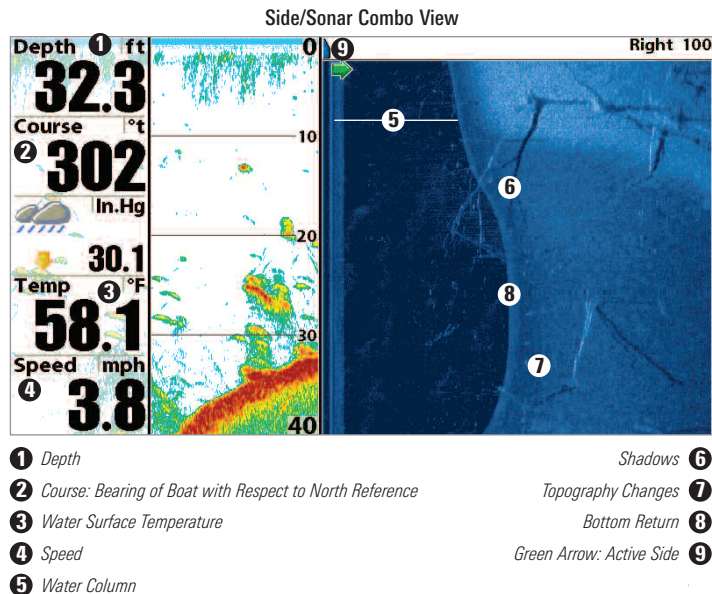 Side/Sonar Combo View
Depth 1 ft
32.3
Course °t
2 302
In.Hg
30.1
Temp 3 °F
58.1
Speed mph
4 3.8
0
10
20
30
40
9 Right 100
5
6
8
7
1 Depth
2 Course: Bearing of Boat with Respect to North Reference
3 Water Surface Temperature
4 Speed
5 Water Column
Shadows 6
Topography Changes 7
Bottom Return 8
Green Arrow: Active Side 9